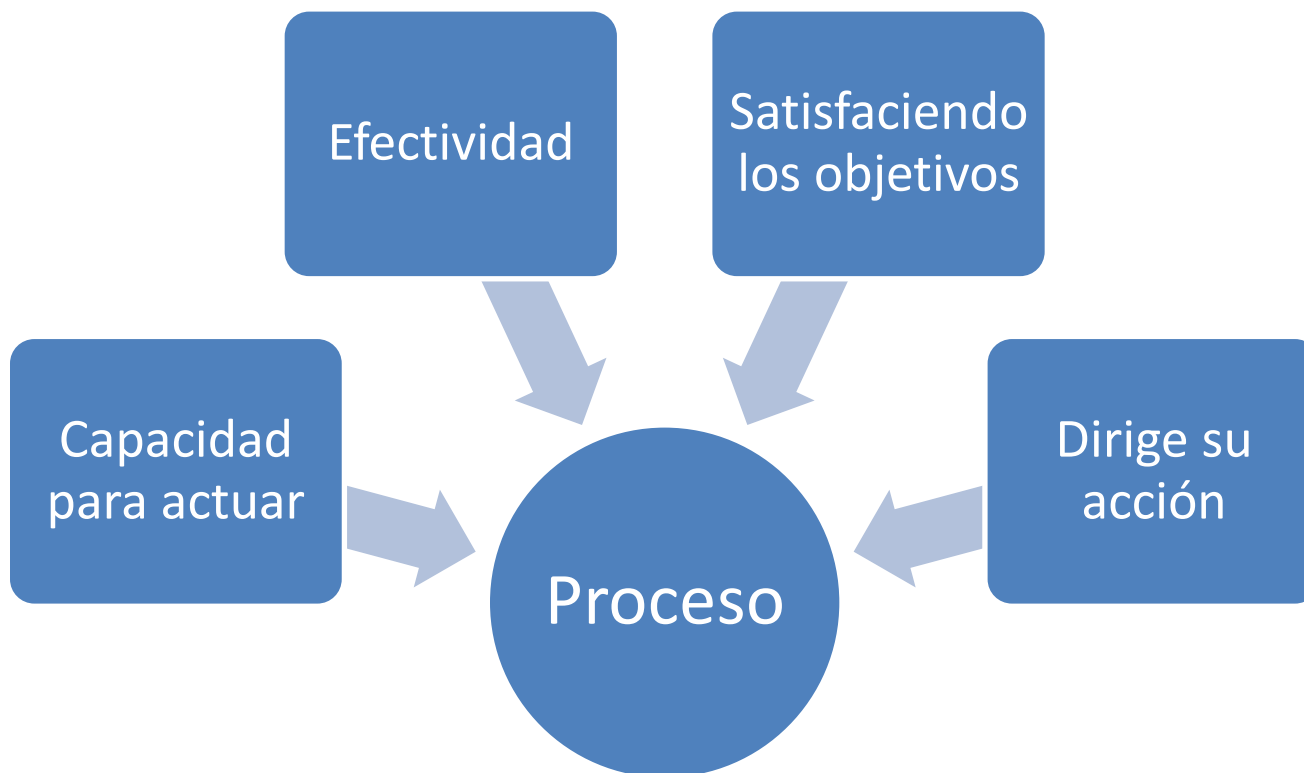 Efectividad
Satisfaciendo
los objetivos
Capacidad
para actuar
Dirige su
acción
Proceso